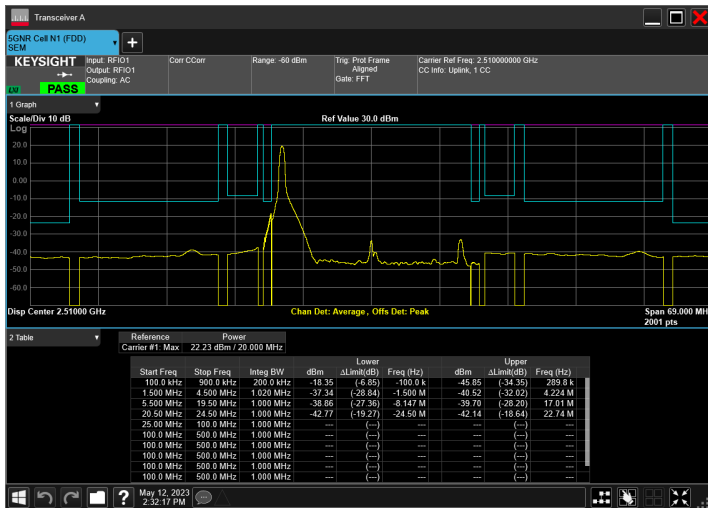 Transceiver A
5GNR Cell N1 (FDD)
SEM
KEYSIGHT
Input: RFIO1
Output: RFIO1
Coupling: AC
Corr CCorr
Range: -60 dBm
Trig: Prot Frame
Aligned
Gate: FFT
Carrier Ref Freq: 2.510000000 GHz
CC Info: Uplink, 1 CC
PASS
1 Graph
Scale/Div 10 dB
Ref Value 30.0 dBm
Log
20.0
10.0
0.00
-10.0
-20.0
-30.0
-40.0
-50.0
-60.0
Disp Center 2.51000 GHz
Chan Det: Average, Offs Det: Peak
Span 69.000 MH
2001 pts
2 Table
Reference Power
Carrier #1: Max 22.23 dBm / 20.000 MHz
Lower Upper
Start Freq Stop Freq Integ BW dBm ΔLimit(dB) Freq (Hz) dBm ΔLimit(dB) Freq (Hz)
100.0 kHz 900.0 kHz 200.0 kHz -18.35 (-6.85) -100.0 k -45.85 (-34.35) 289.8 k
1.500 MHz 4.500 MHz 1.020 MHz -37.34 (-28.84) -1.500 M -40.52 (-32.02) 4.224 M
5.500 MHz 19.50 MHz 1.000 MHz -38.86 (-27.36) -8.147 M -39.70 (-28.20) 17.01 M
20.50 MHz 24.50 MHz 1.000 MHz -42.77 (-19.27) -24.50 M -42.14 (-18.64) 22.74 M
25.00 MHz 100.0 MHz 1.000 MHz --- (---) --- --- (---) ---
100.0 MHz 500.0 MHz 1.000 MHz --- (---) --- --- (---) ---
100.0 MHz 500.0 MHz 1.000 MHz --- (---) --- --- (---) ---
100.0 MHz 500.0 MHz 1.000 MHz --- (---) --- --- (---) ---
100.0 MHz 500.0 MHz 1.000 MHz --- (---) --- --- (---) ---
100.0 MHz 500.0 MHz 1.000 MHz --- (---) --- --- (---) ---
May 12, 2023
2:32:17 PM